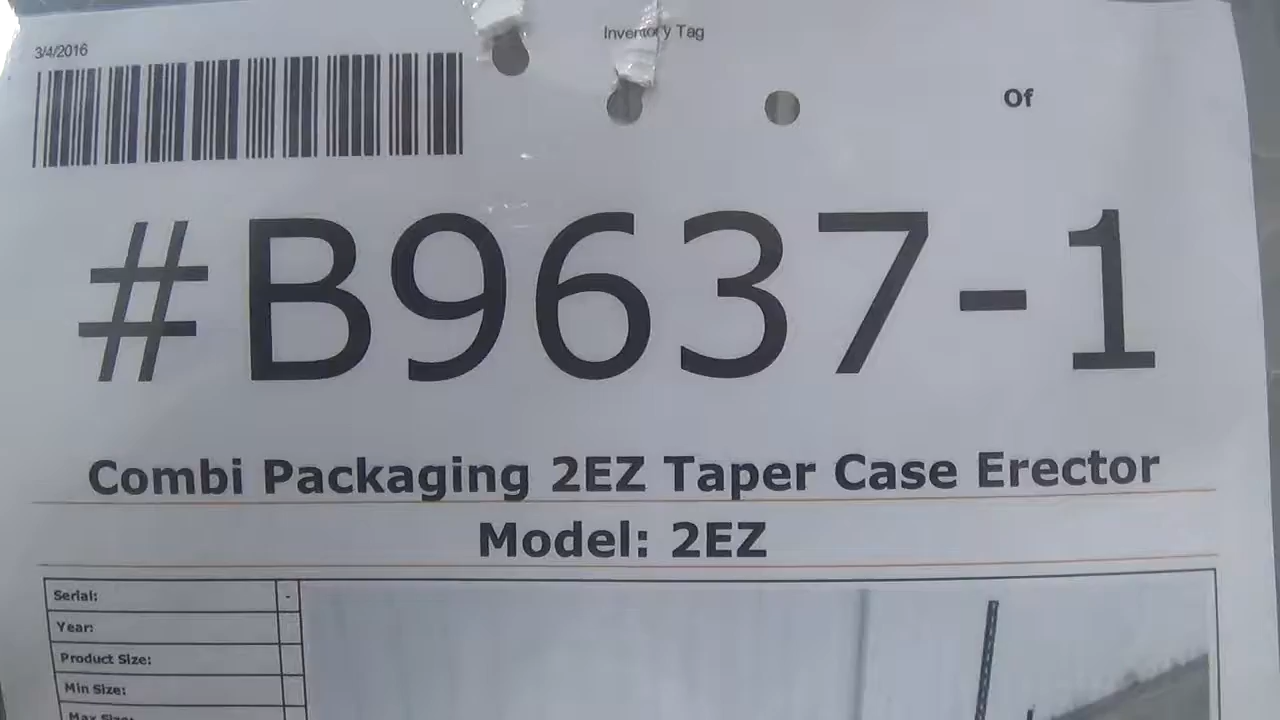 3/4/2016
Inventory Tag
Of
#B9637-1
Combi Packaging 2EZ Taper Case Erector
Model: 2EZ
Serial: -
Year:
Product Size:
Min Size:
Max Size: